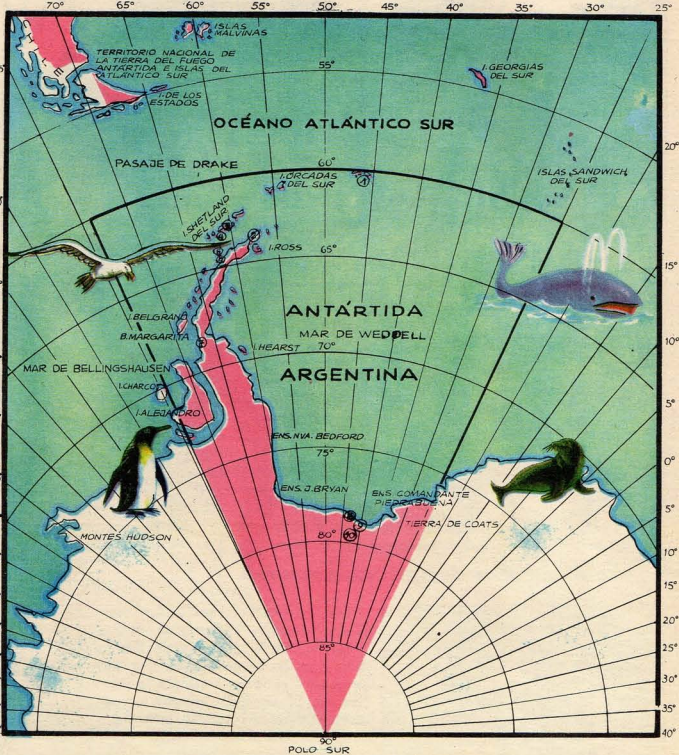 70° 65° 60° 55° 50° 45° 40° 35° 30° 25°
ISLAS
MALVINAS
CHILE
TERRITORIO NACIONAL DE
LA TIERRA DEL FUEGO
ANTÁRTIDA E ISLAS DEL
ATLÁNTICO SUR
I. DE LOS
ESTADOS
55°
I. GEORGIAS
DEL SUR
OCÉANO ATLÁNTICO SUR
20°
PASAJE DE DRAKE
60°
I. ORCADAS
DEL SUR
1
ISLAS SANDWICH
DEL SUR
I. SHETLAND
DEL SUR
I. ROSS
65°
15°
ANTÁRTIDA
I. BELGRANO
B. MARGARITA
MAR DE WEDDELL
10°
I. HEARST
70°
MAR DE BELLINGSHAUSEN
ARGENTINA
I. CHARCO
5°
I. ALEJANDRO
ENS. NVA. BEDFORD
75°
0°
ENS. J. BRYAN
ENS COMANDANTE
PIEDRABUENA
5°
TIERRA DE COATS
MONTES HUDSON
80°
10
10°
15°
20°
85°
25°
30°
35°
40°
90°
POLO SUR